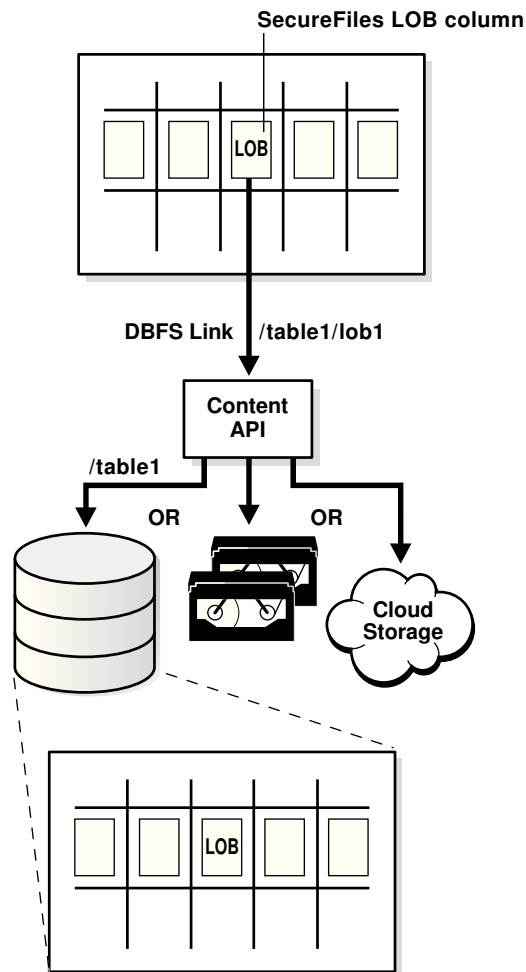 SecureFiles LOB column
LOB
DBFS Link
/table1/lob1
Content
API
/table1
OR
OR
Cloud
Storage
LOB